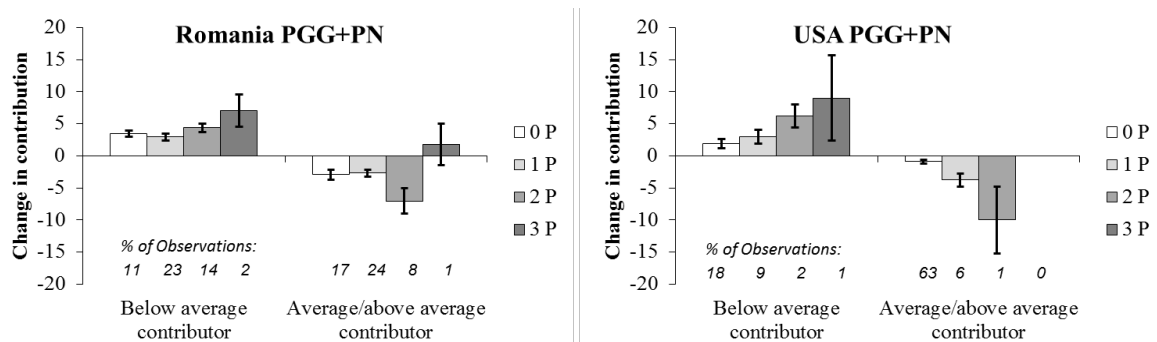 Romania PGG+PN
Change in contribution
20
15
10
5
0
-5
-10
-15
-20
% of Observations:
11 23 14 2 17 24 8 1
Below average contributor
Average/above average contributor
0 P
1 P
2 P
3 P
USA PGG+PN
Change in contribution
20
15
10
5
0
-5
-10
-15
-20
% of Observations:
18 9 2 1 63 6 1 0
Below average contributor
Average/above average contributor
0 P
1 P
2 P
3 P